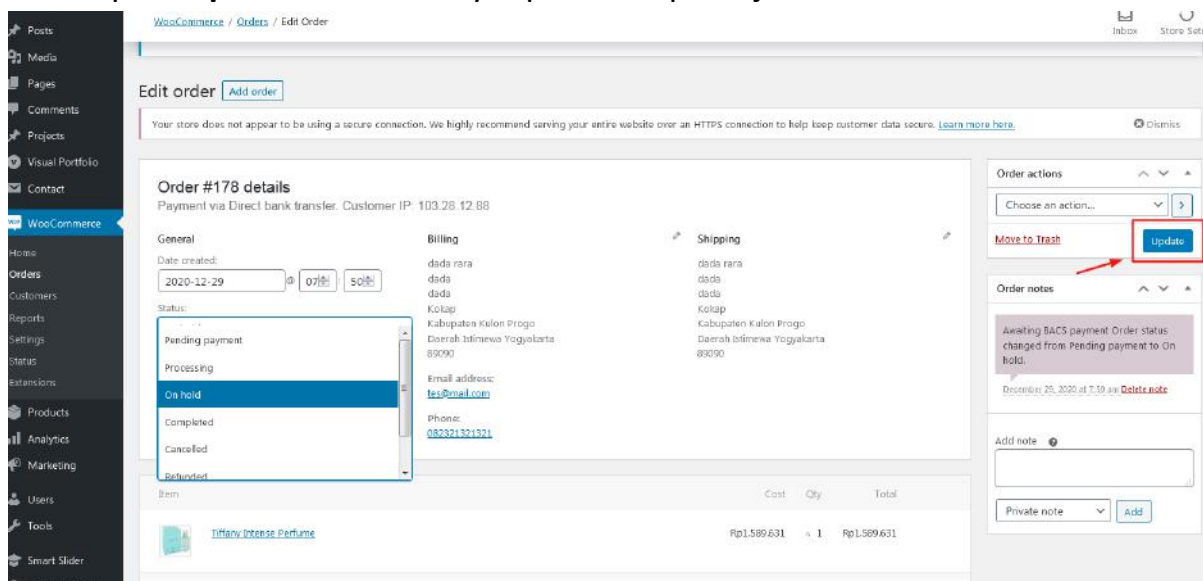 Posts
Media
Pages
Comments
Projects
Visual Portfolio
Contact
WooCommerce
Home
Orders
Customers
Reports
Settings
Status
Extensions
Products
Analytics
Marketing
Users
Tools
Smart Slider
WooCommerce / Orders / Edit Order
Inbox
Store Set
Edit order
Add order
Your store does not appear to be using a secure connection. We highly recommend serving your entire website over an HTTPS connection to help keep customer data secure. Learn more here.
Dismiss
Order #178 details
Payment via Direct bank transfer. Customer IP: 103.28.12.88
General
Date created:
2020-12-29 @ 07 : 50
Status:
Pending payment
Processing
On hold
Completed
Cancelled
Refunded
Billing
dada rara
dada
dada
Kokap
Kabupaten Kulon Progo
Daerah Istimewa Yogyakarta
89090
Email address:
tes@mail.com
Phone:
082321321321
Shipping
dada rara
dada
dada
Kokap
Kabupaten Kulon Progo
Daerah Istimewa Yogyakarta
89090
Item
Cost
Qty
Total
Tiffany Intense Perfume
Rp1.589.631
× 1
Rp1.589.631
Order actions
Choose an action...
Move to Trash
Update
Order notes
Awaiting BACS payment Order status
changed from Pending payment to On
hold.
December 29, 2020 at 7:50 am Delete note
Add note
Private note
Add